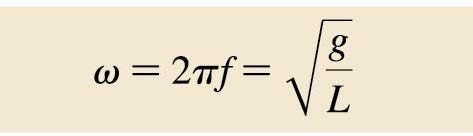 ω = 2πf = √(g/L)